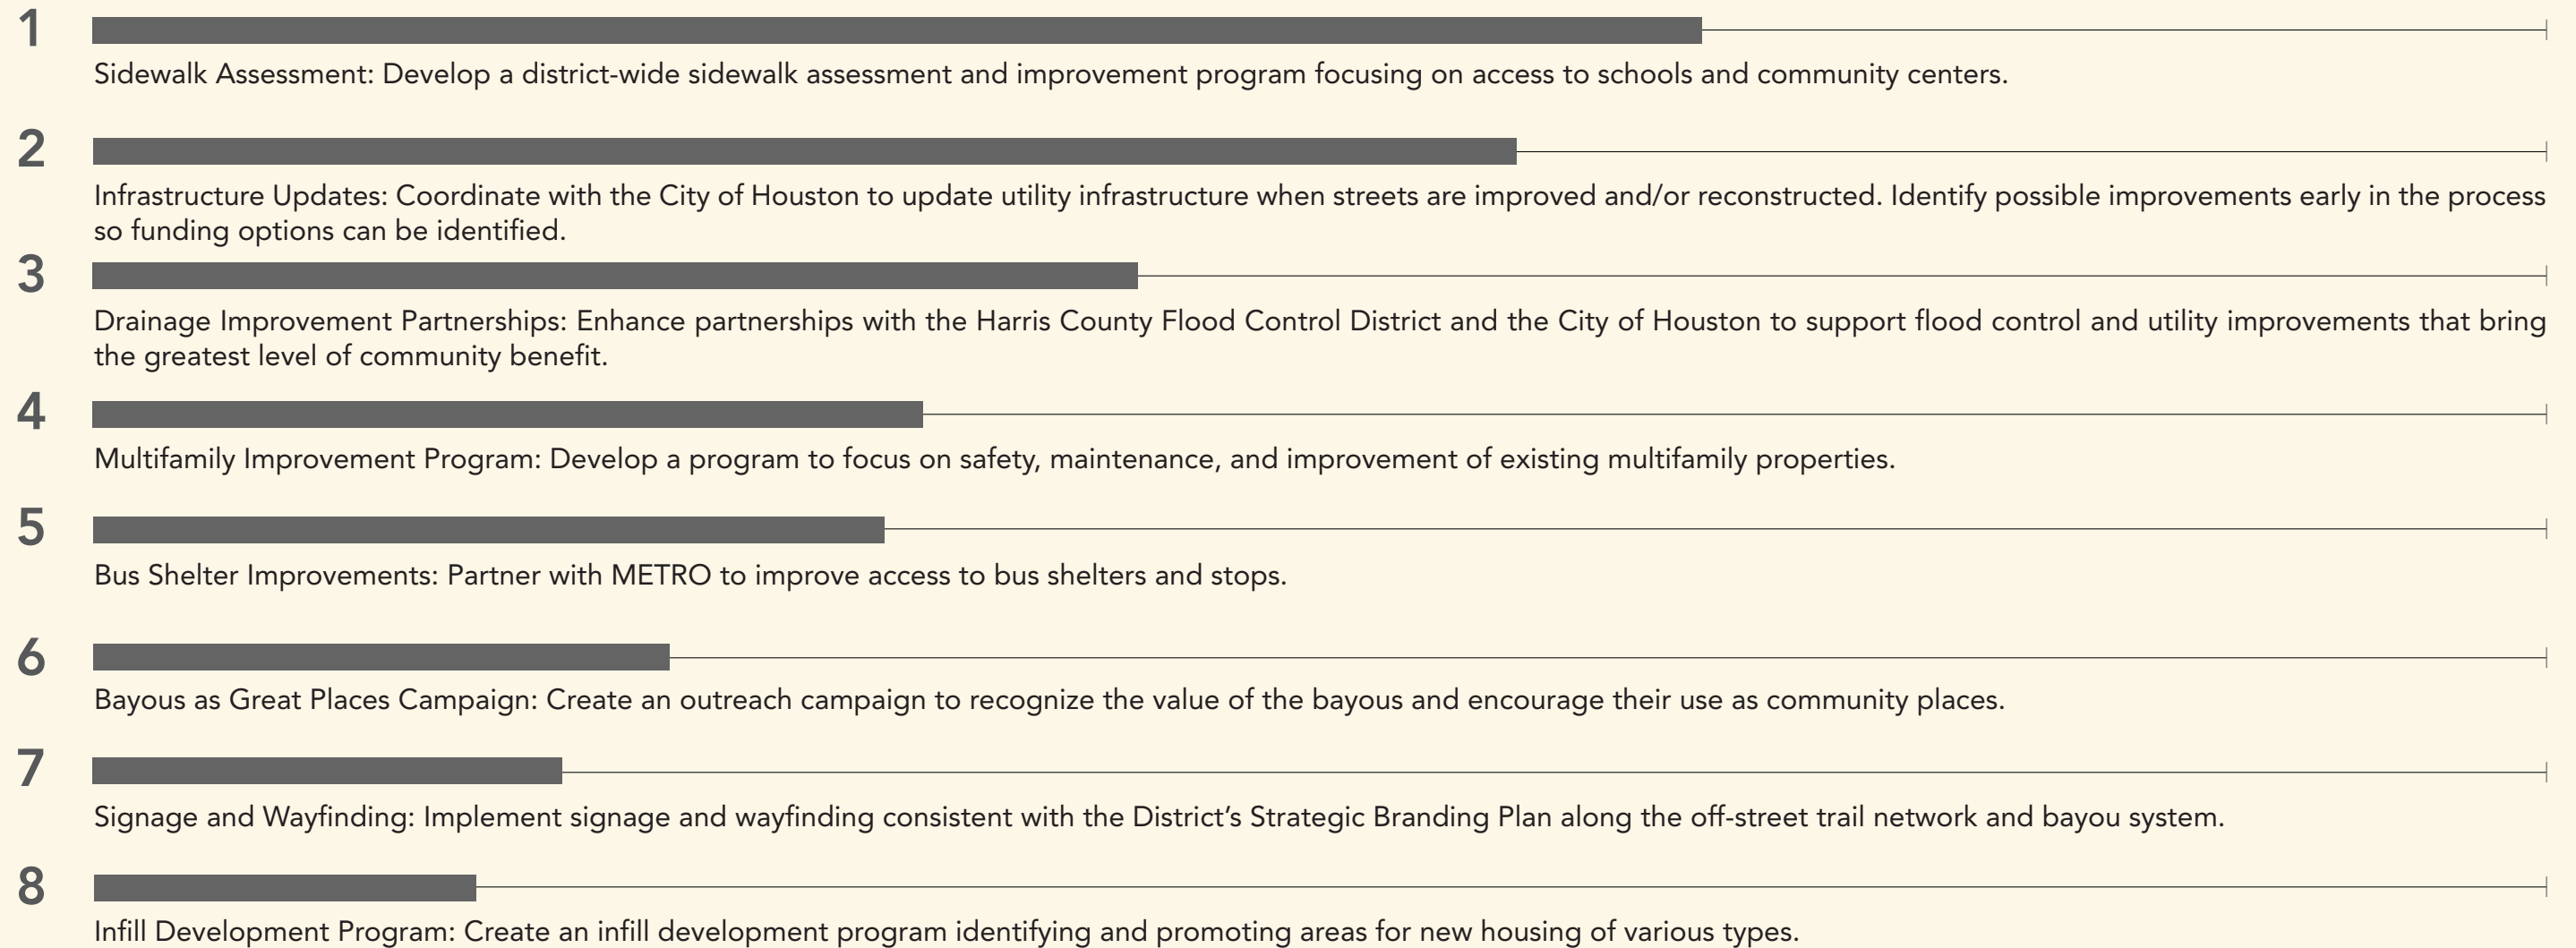 1
Sidewalk Assessment: Develop a district-wide sidewalk assessment and improvement program focusing on access to schools and community centers.
2
Infrastructure Updates: Coordinate with the City of Houston to update utility infrastructure when streets are improved and/or reconstructed. Identify possible improvements early in the process
so funding options can be identified.
3
Drainage Improvement Partnerships: Enhance partnerships with the Harris County Flood Control District and the City of Houston to support flood control and utility improvements that bring
the greatest level of community benefit.
4
Multifamily Improvement Program: Develop a program to focus on safety, maintenance, and improvement of existing multifamily properties.
5
Bus Shelter Improvements: Partner with METRO to improve access to bus shelters and stops.
6
Bayous as Great Places Campaign: Create an outreach campaign to recognize the value of the bayous and encourage their use as community places.
7
Signage and Wayfinding: Implement signage and wayfinding consistent with the District’s Strategic Branding Plan along the off-street trail network and bayou system.
8
Infill Development Program: Create an infill development program identifying and promoting areas for new housing of various types.